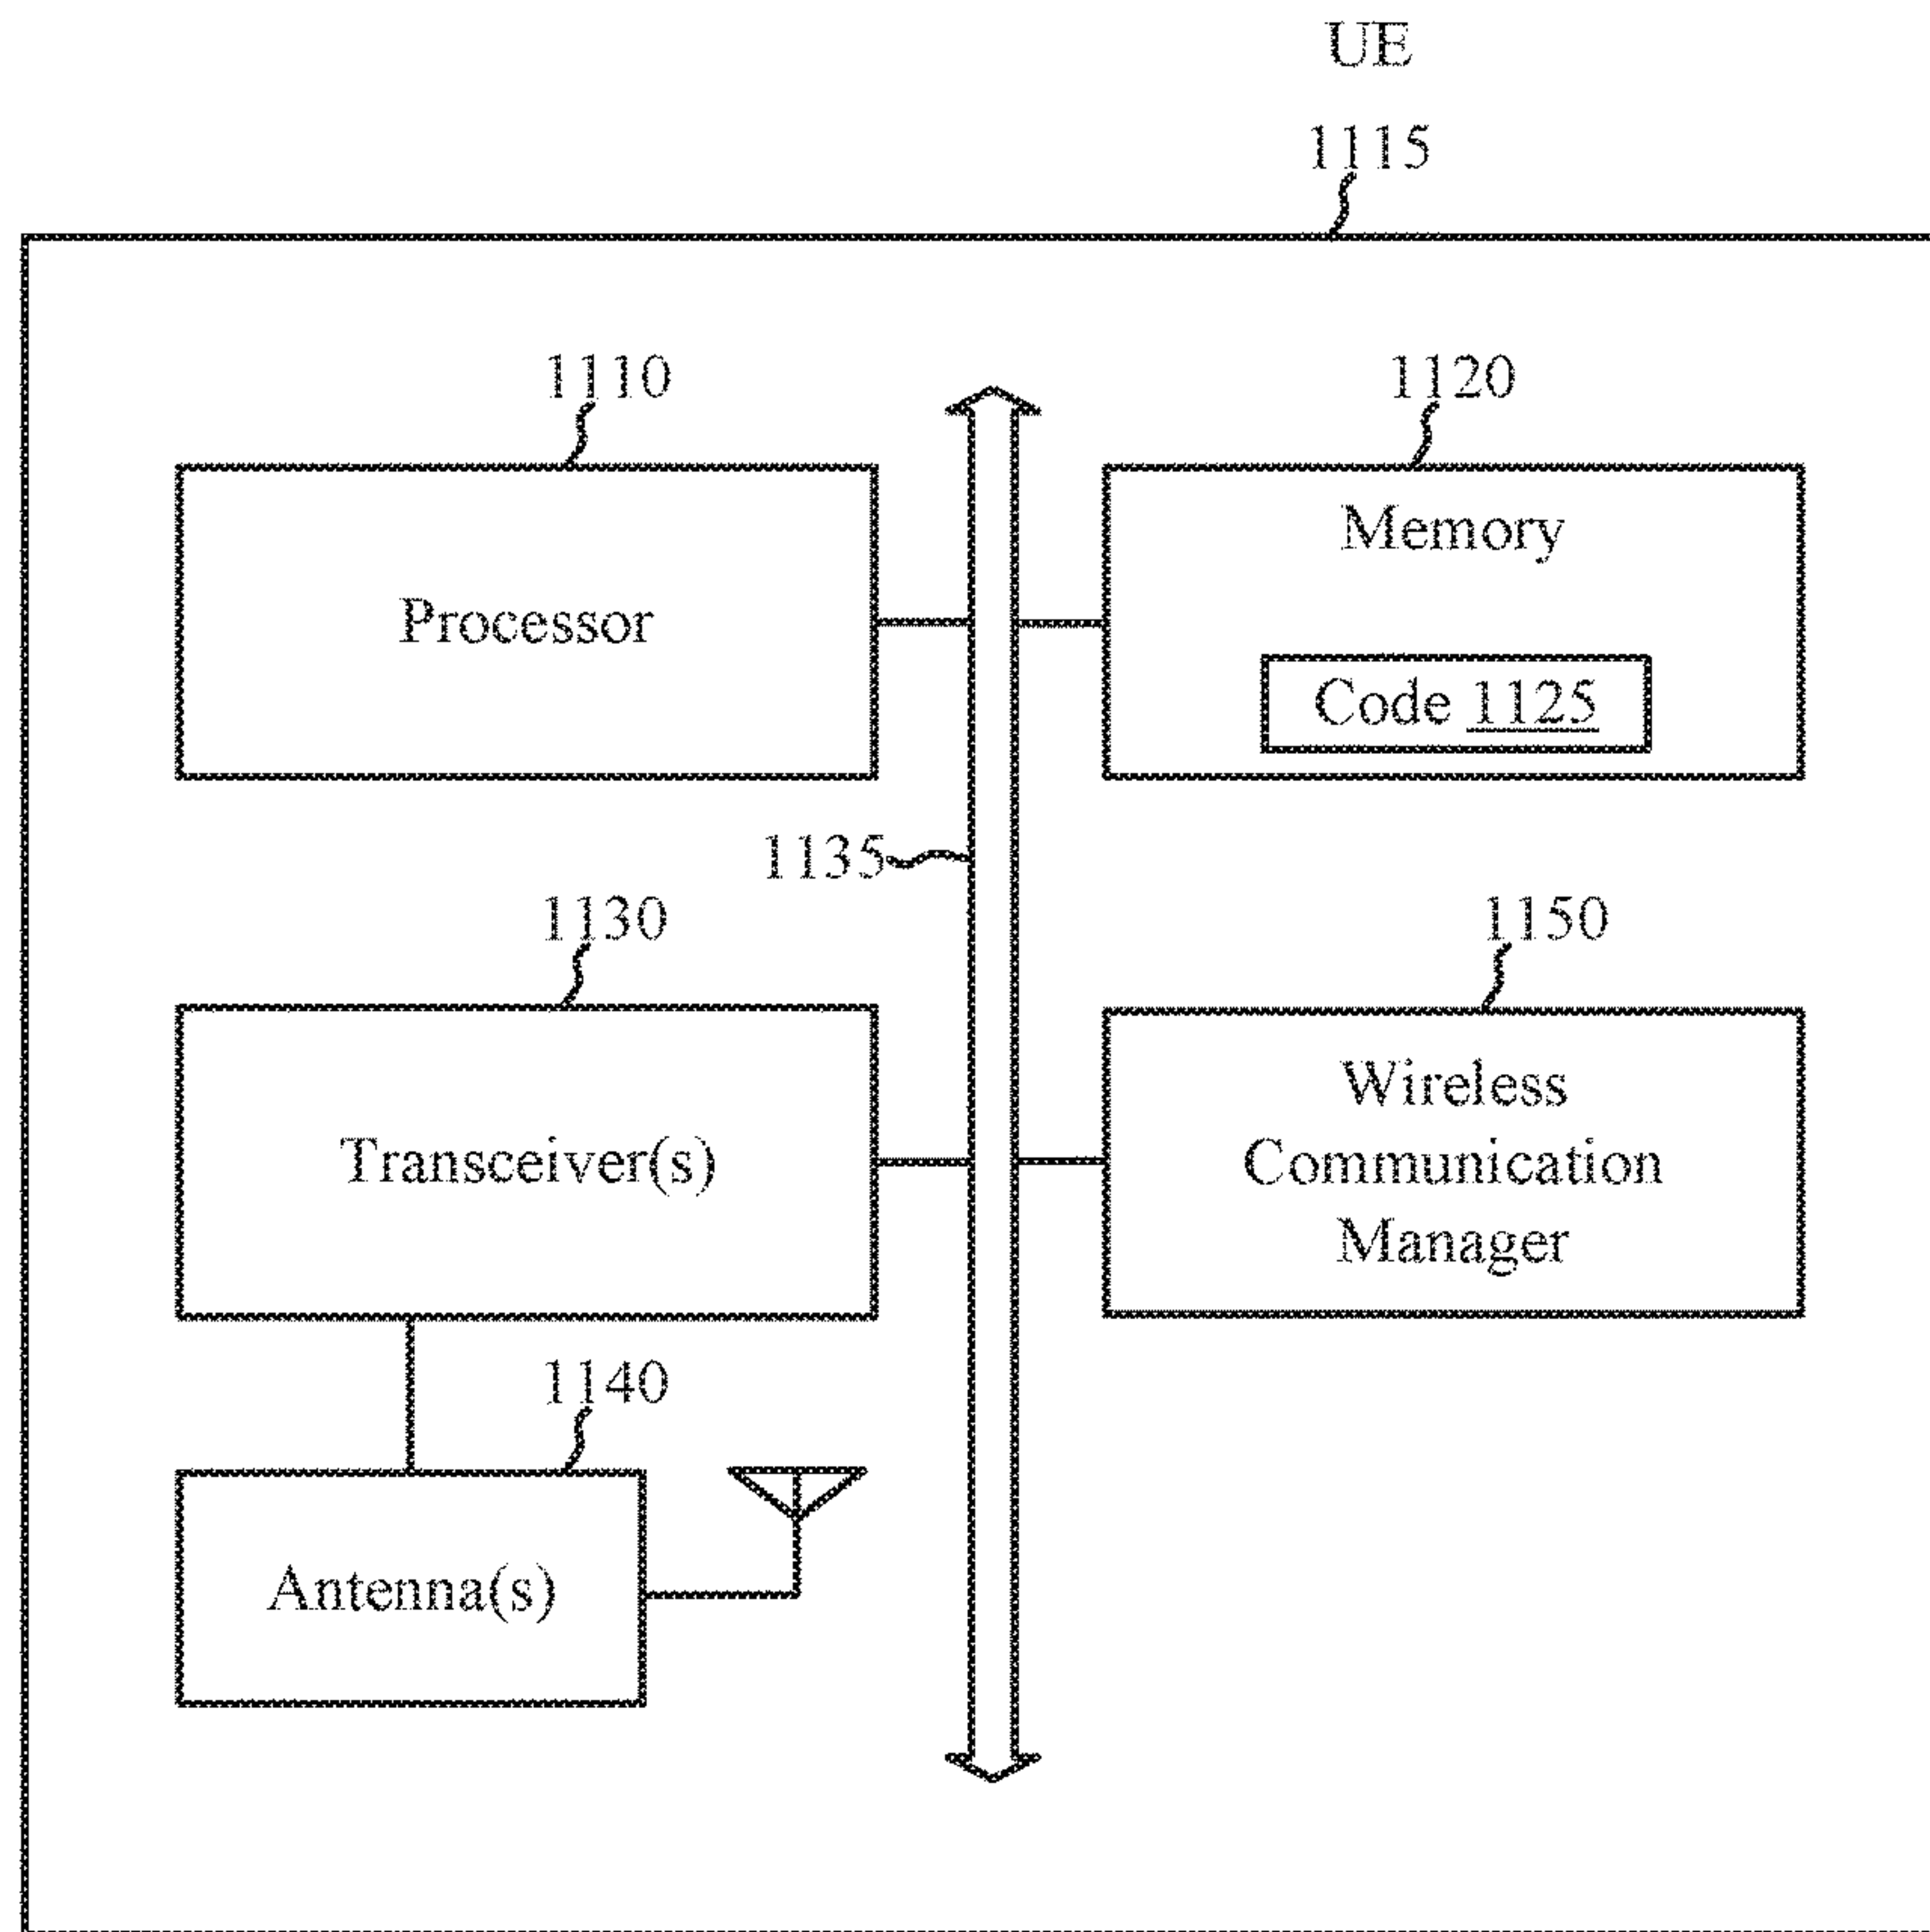 UE
1115
1110
1120
Processor
Memory
Code 1125
1135
1130
1150
Transceiver(s)
Wireless
Communication
Manager
1140
Antenna(s)